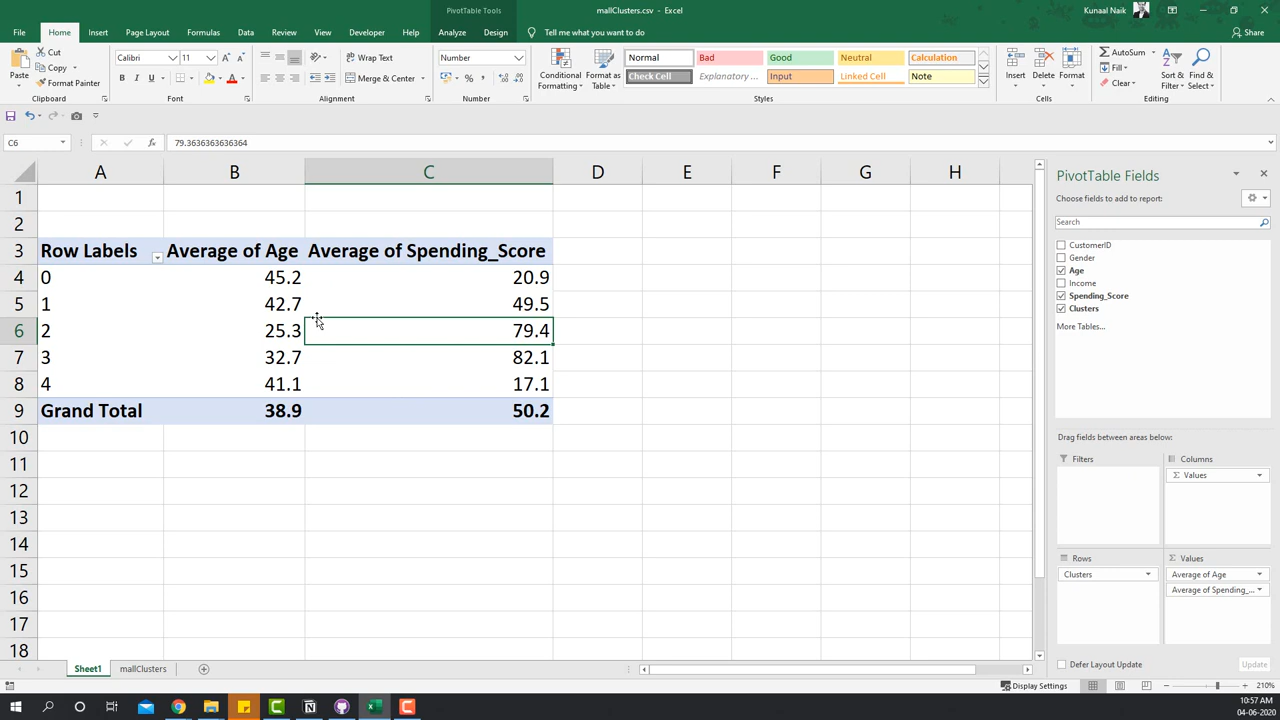 PivotTable Tools
mallClusters.csv - Excel
Kunaal Naik
File Home Insert Page Layout Formulas Data Review View Developer Help Analyze Design Tell me what you want to do Share
Paste
Cut
Copy
Format Painter
Clipboard
Calibri 11
B I U
Font
Wrap Text
Merge & Center
Alignment
Number
%
Number
Conditional Formatting
Format as Table
Normal Bad Good Neutral Calculation
Check Cell Explanatory ... Input Linked Cell Note
Styles
Insert Delete Format
Cells
AutoSum
Fill
Clear
Sort & Filter
Find & Select
Editing
C6
fx 79.3636363636364
A B C D E F G H
1
2
3 Row Labels Average of Age Average of Spending_Score
4 0 45.2 20.9
5 1 42.7 49.5
6 2 25.3 79.4
7 3 32.7 82.1
8 4 41.1 17.1
9 Grand Total 38.9 50.2
10
11
12
13
14
15
16
17
18
PivotTable Fields
Choose fields to add to report:
Search
CustomerID
Gender
Age
Income
Spending_Score
Clusters
More Tables...
Drag fields between areas below:
Filters Columns
Σ Values
Rows Σ Values
Clusters Average of Age
Average of Spending_...
Defer Layout Update Update
Sheet1 mallClusters
Display Settings 210%
10:57 AM
04-06-2020